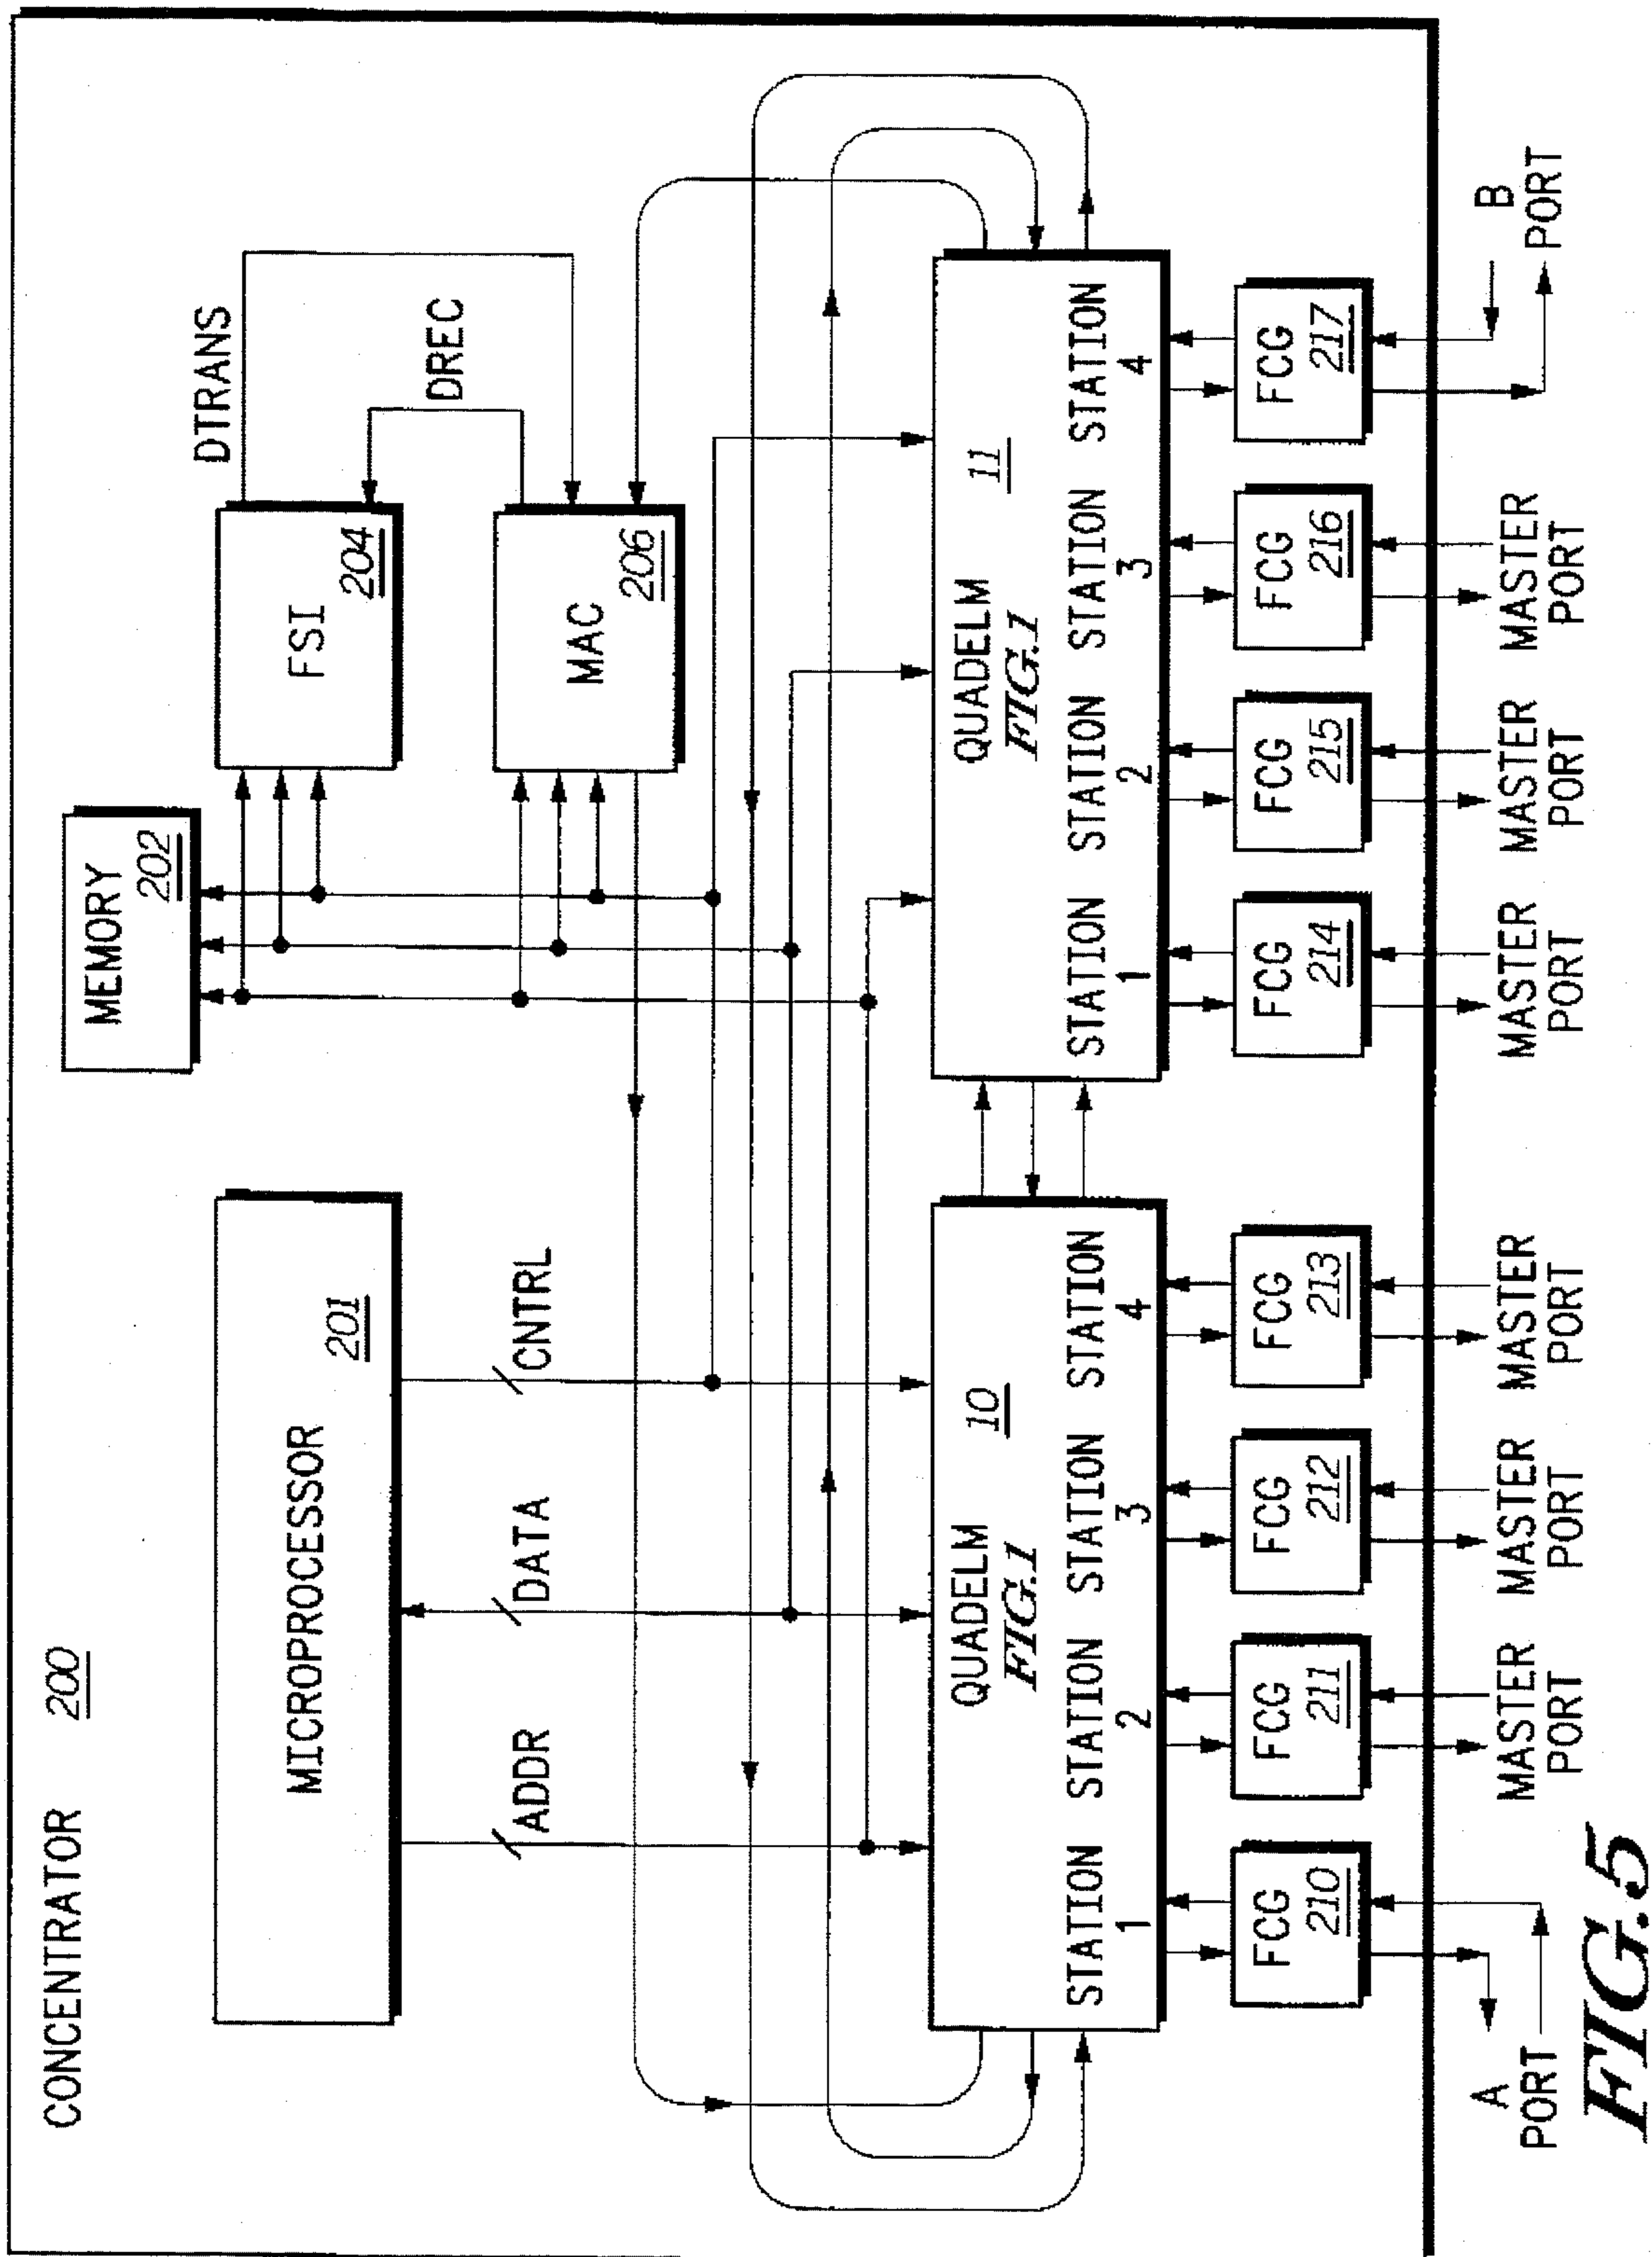 CONCENTRATOR 200
MICROPROCESSOR
201
MEMORY
202
FSI
204
DTRANS
DREC
MAC
206
ADDR
DATA
CNTRL
QUADELM
FIG.1
10
STATION STATION STATION STATION
1 2 3 4
QUADELM
FIG.1
11
STATION STATION STATION STATION
1 2 3 4
FCG
210
FCG
211
FCG
212
FCG
213
FCG
214
FCG
215
FCG
216
FCG
217
A
PORT
MASTER
PORT
MASTER
PORT
MASTER
PORT
MASTER
PORT
MASTER
PORT
MASTER
PORT
B
PORT
FIG.5